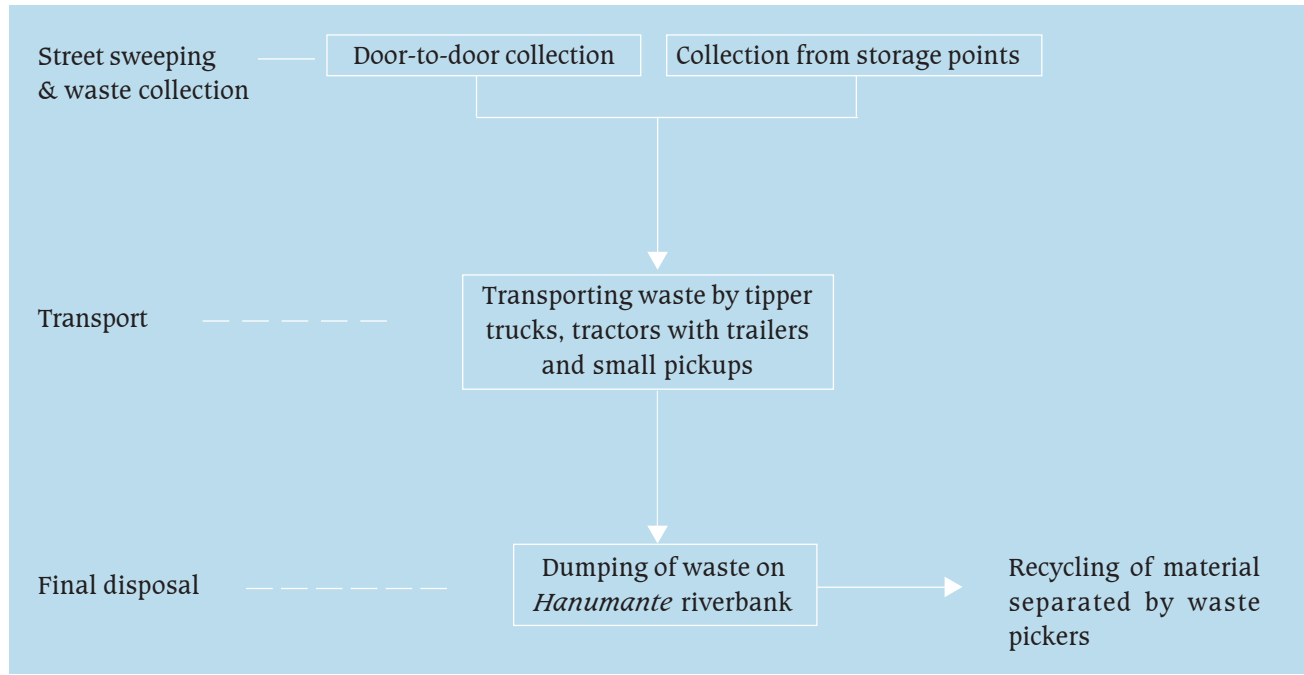 Street sweeping
& waste collection
Door-to-door collection
Collection from storage points
Transport
Transporting waste by tipper
trucks, tractors with trailers
and small pickups
Final disposal
Dumping of waste on
Hanumante riverbank
Recycling of material
separated by waste
pickers